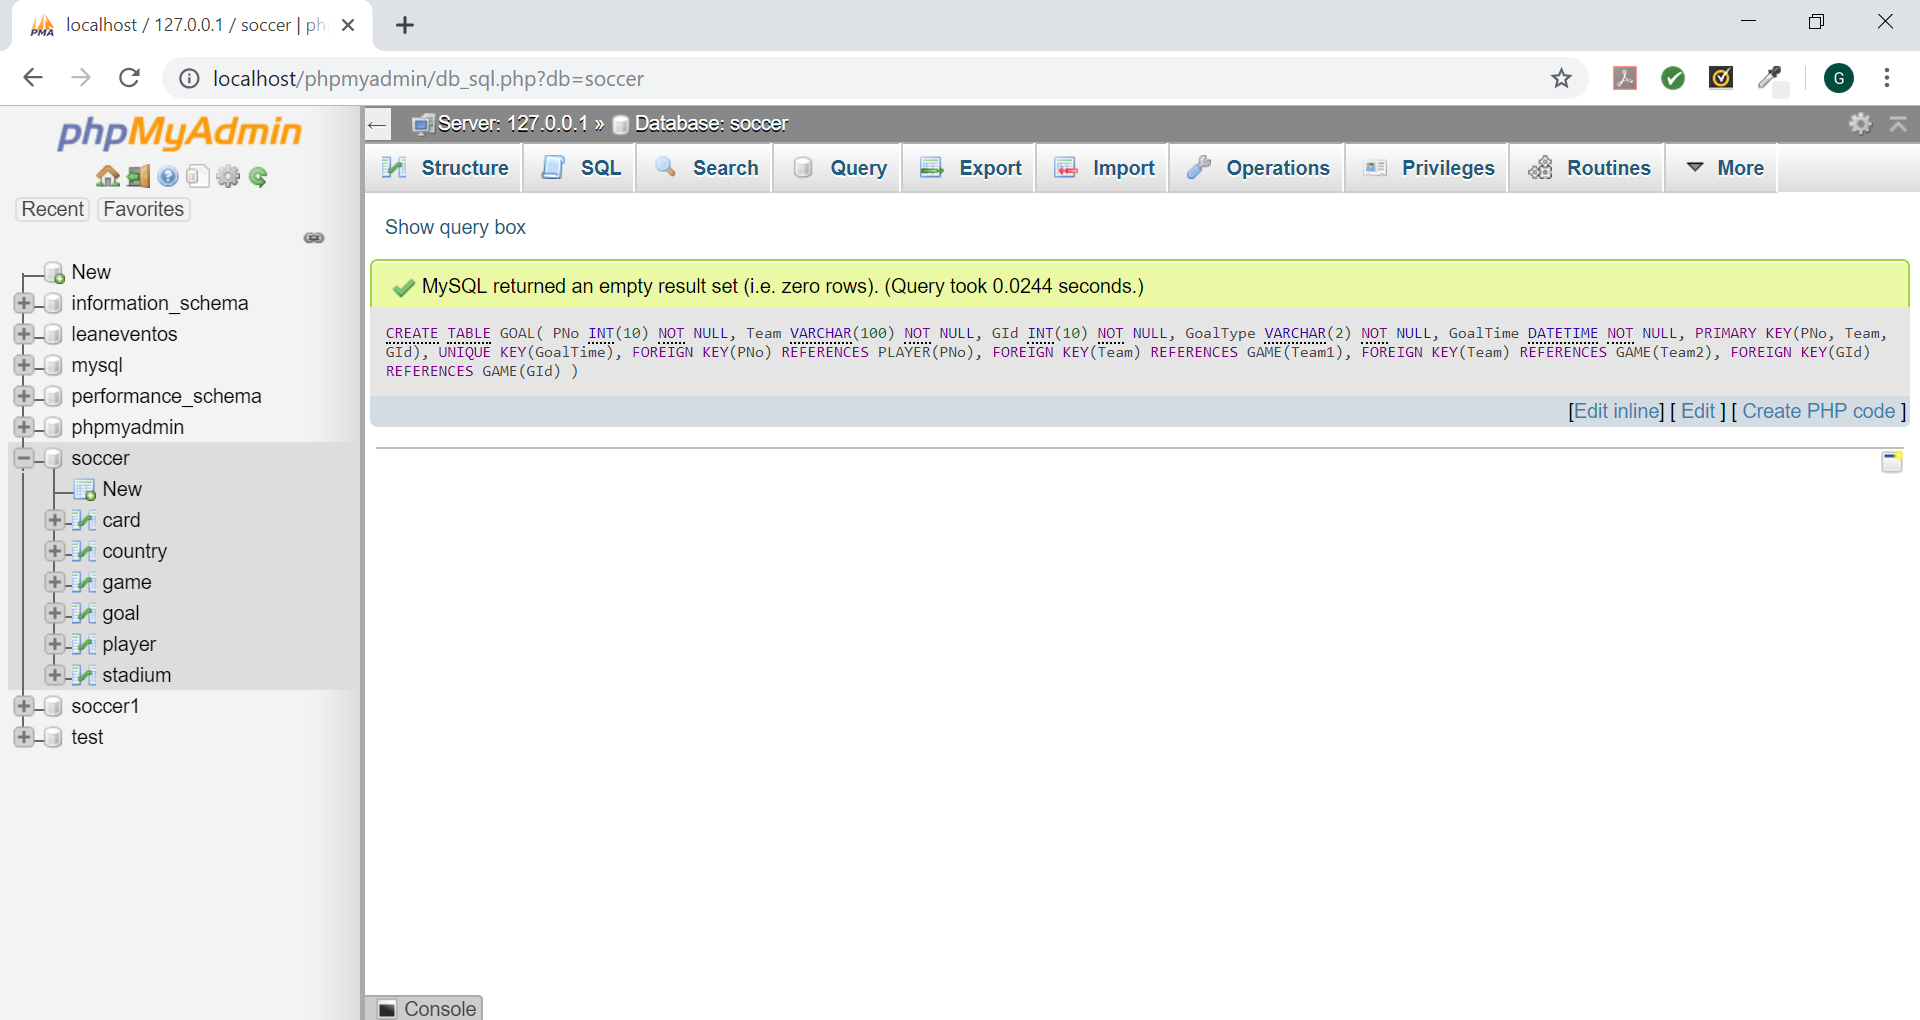 localhost / 127.0.0.1 / soccer | ph
localhost/phpmyadmin/db_sql.php?db=soccer
G
phpMyAdmin
Recent Favorites
New
information_schema
leaneventos
mysql
performance_schema
phpmyadmin
soccer
New
card
country
game
goal
player
stadium
soccer1
test
Server: 127.0.0.1 » Database: soccer
Structure SQL Search Query Export Import Operations Privileges Routines More
Show query box
MySQL returned an empty result set (i.e. zero rows). (Query took 0.0244 seconds.)
CREATE TABLE GOAL( PNo INT(10) NOT NULL, Team VARCHAR(100) NOT NULL, GId INT(10) NOT NULL, GoalType VARCHAR(2) NOT NULL, GoalTime DATETIME NOT NULL, PRIMARY KEY(PNo, Team,
GId), UNIQUE KEY(GoalTime), FOREIGN KEY(PNo) REFERENCES PLAYER(PNo), FOREIGN KEY(Team) REFERENCES GAME(Team1), FOREIGN KEY(Team) REFERENCES GAME(Team2), FOREIGN KEY(GId)
REFERENCES GAME(GId) )
[Edit inline] [ Edit ] [ Create PHP code ]
Console